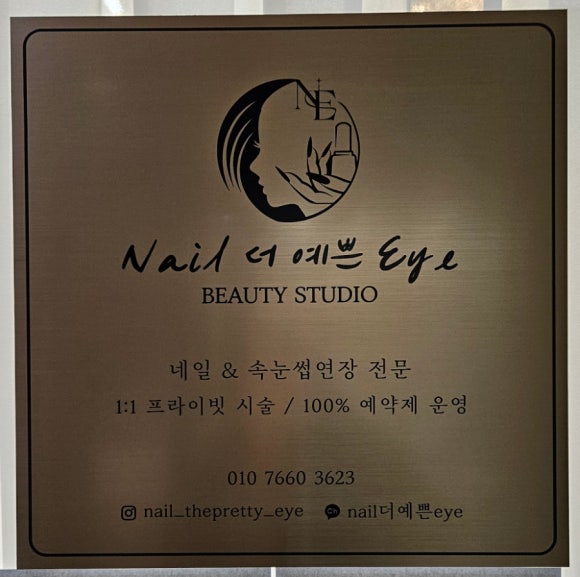 NE
Nail 더 예쁜 Eye
BEAUTY STUDIO
네일 & 속눈썹연장 전문
1:1 프라이빗 시술 / 100% 예약제 운영
010 7660 3623
nail_thepretty_eye Ch nail더예쁜eye